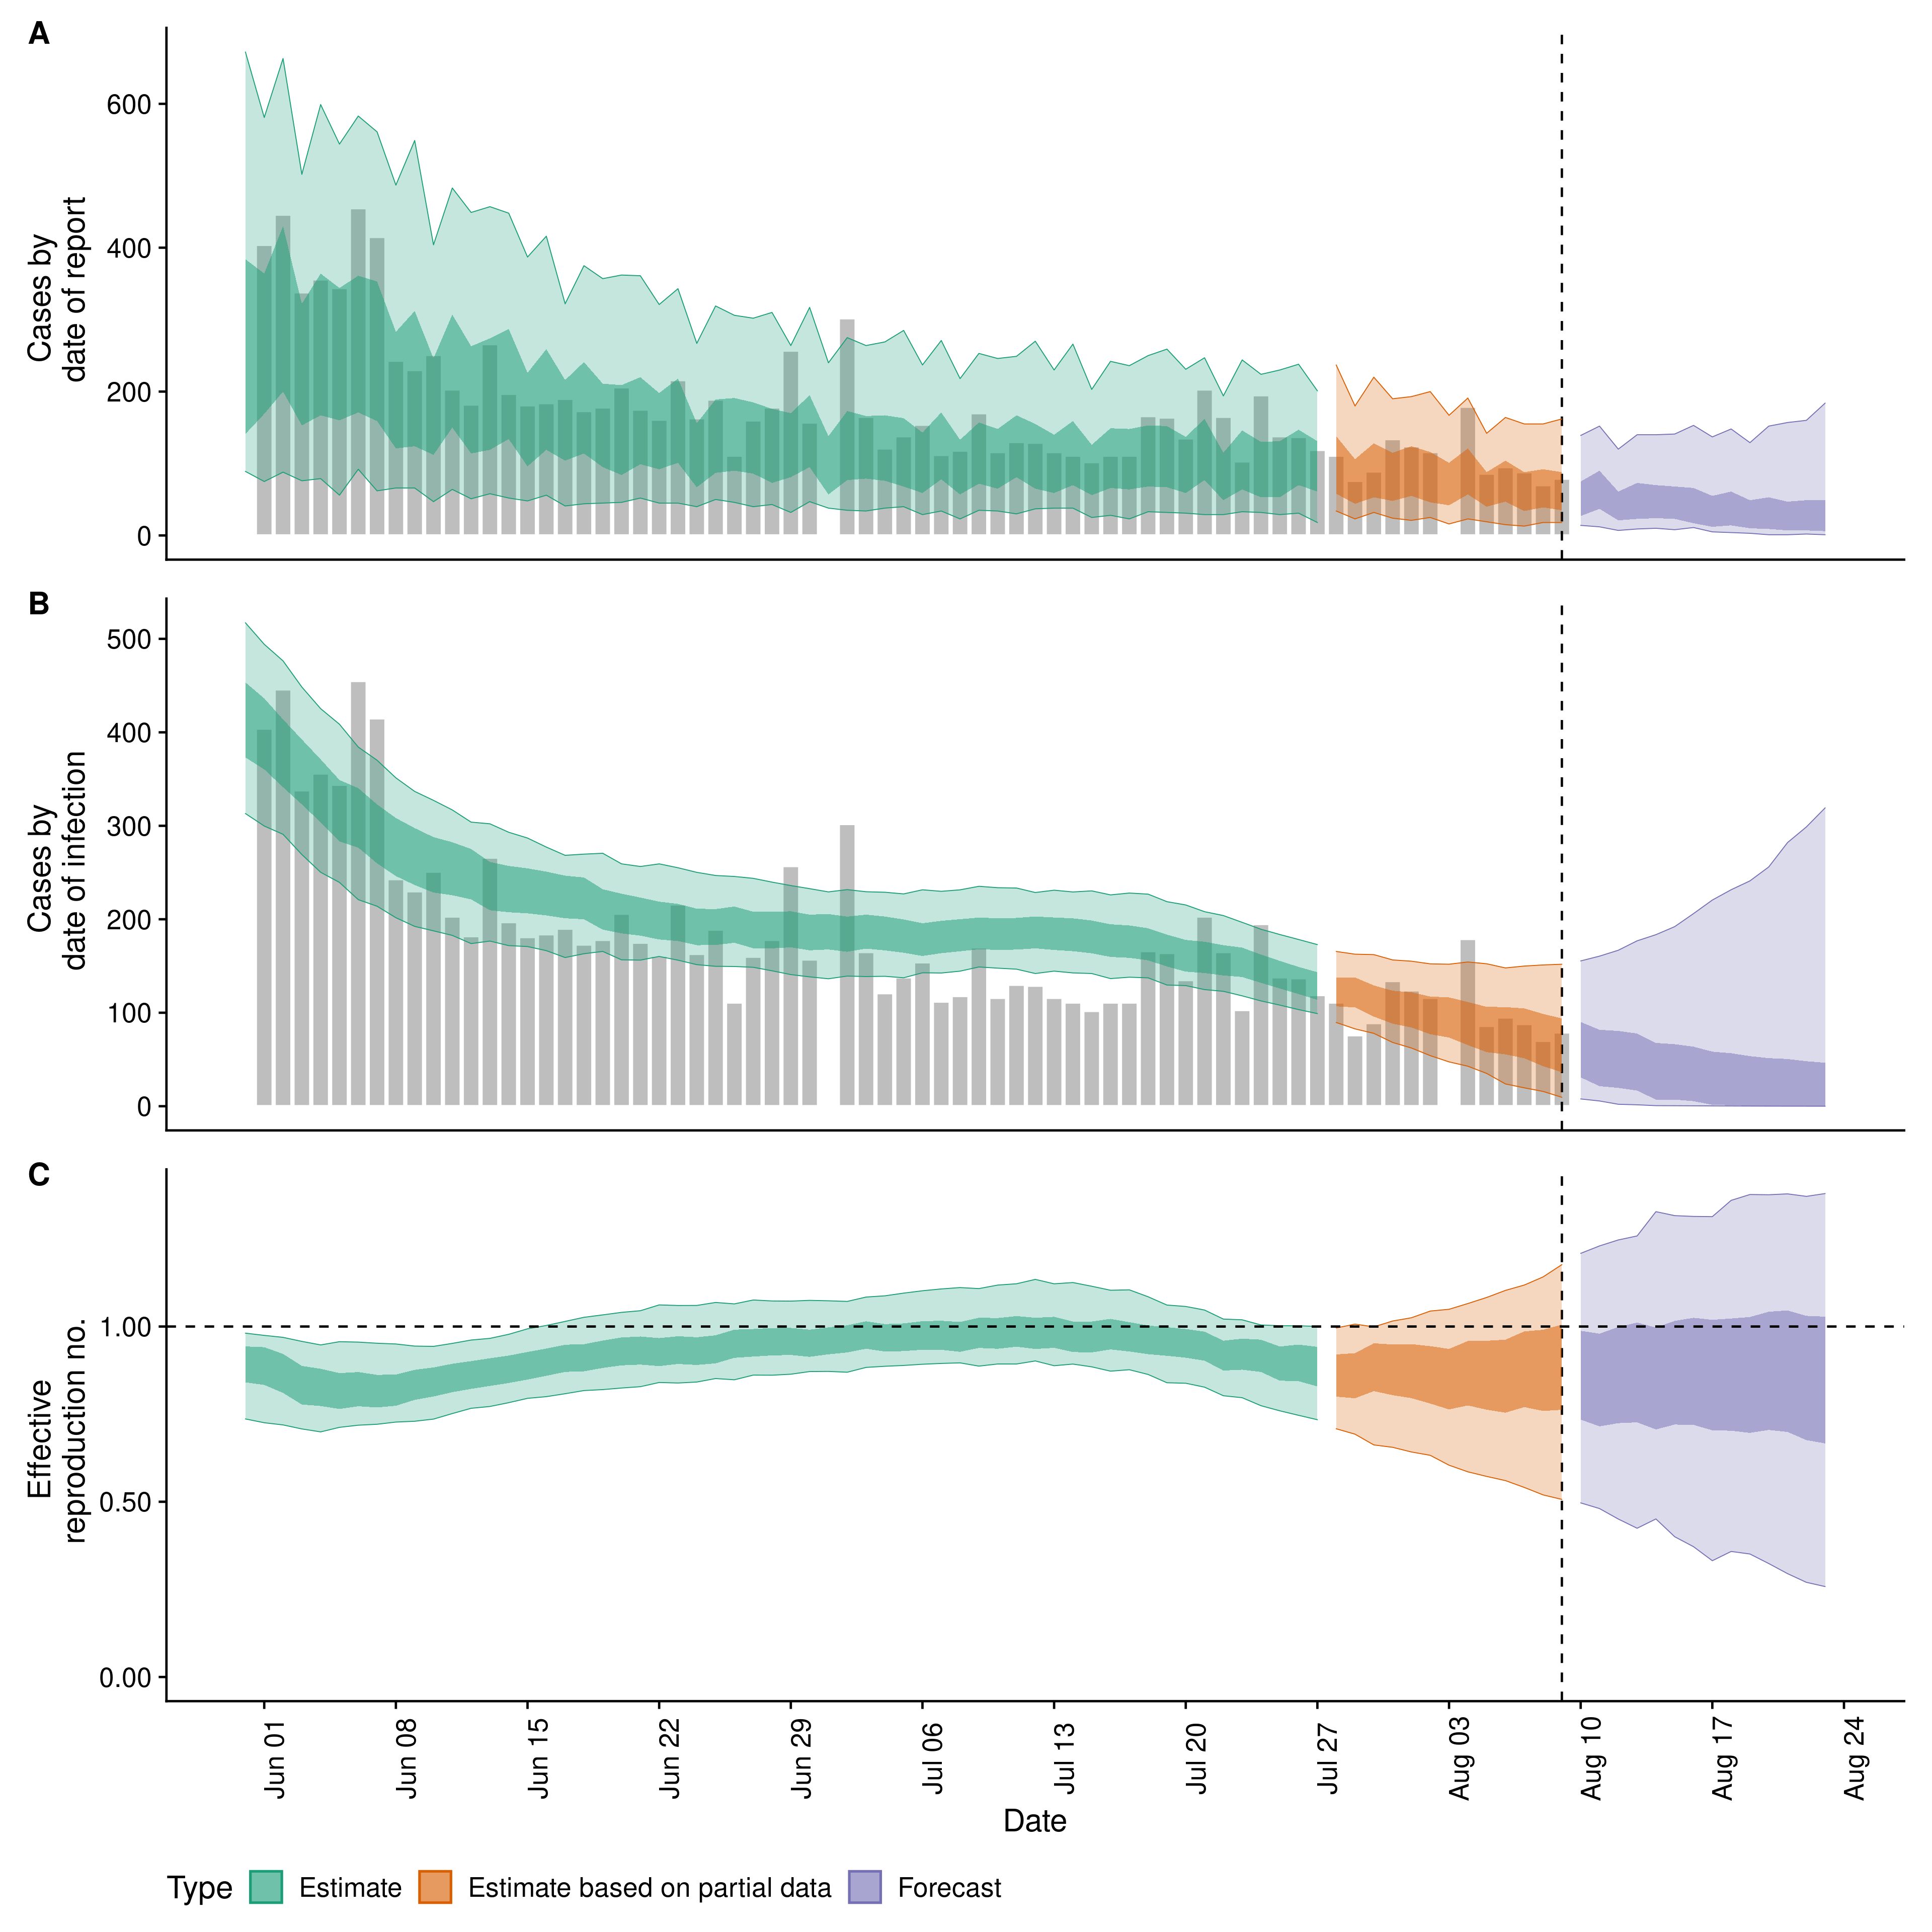 A
Cases by
date of report
600
400
200
0
B
Cases by
date of infection
500
400
300
200
100
0
C
Effective
reproduction no.
1.00
0.50
0.00
Jun 01
Jun 08
Jun 15
Jun 22
Jun 29
Jul 06
Jul 13
Jul 20
Jul 27
Aug 03
Aug 10
Aug 17
Aug 24
Date
Type Estimate Estimate based on partial data Forecast